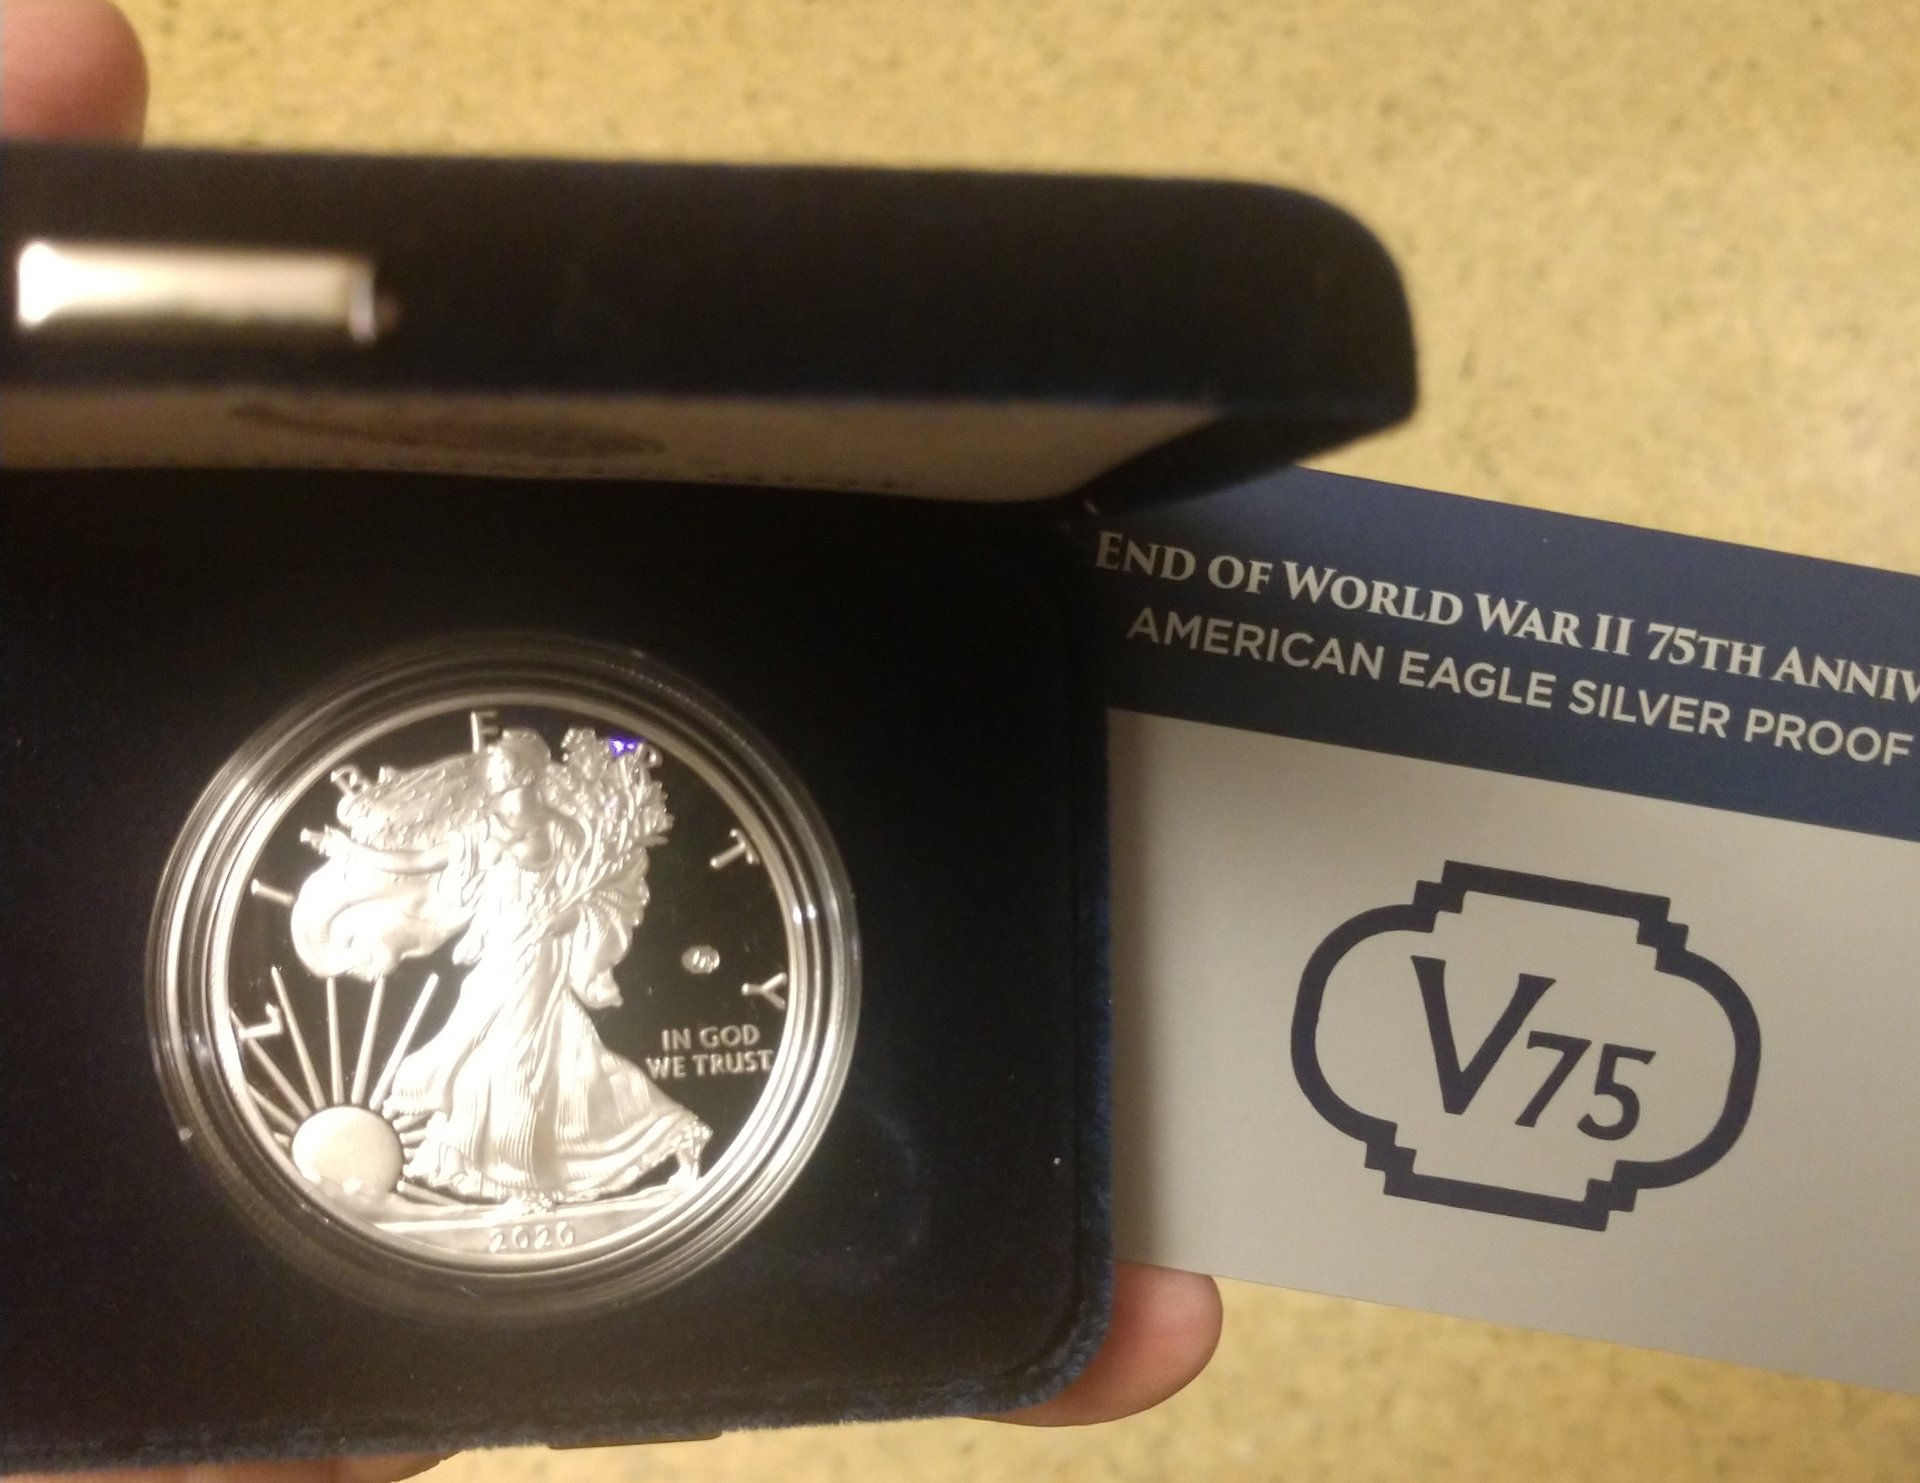 END OF WORLD WAR II 75TH ANNIV
AMERICAN EAGLE SILVER PROOF
V75
LIBERTY
IN GOD
WE TRUST
2020